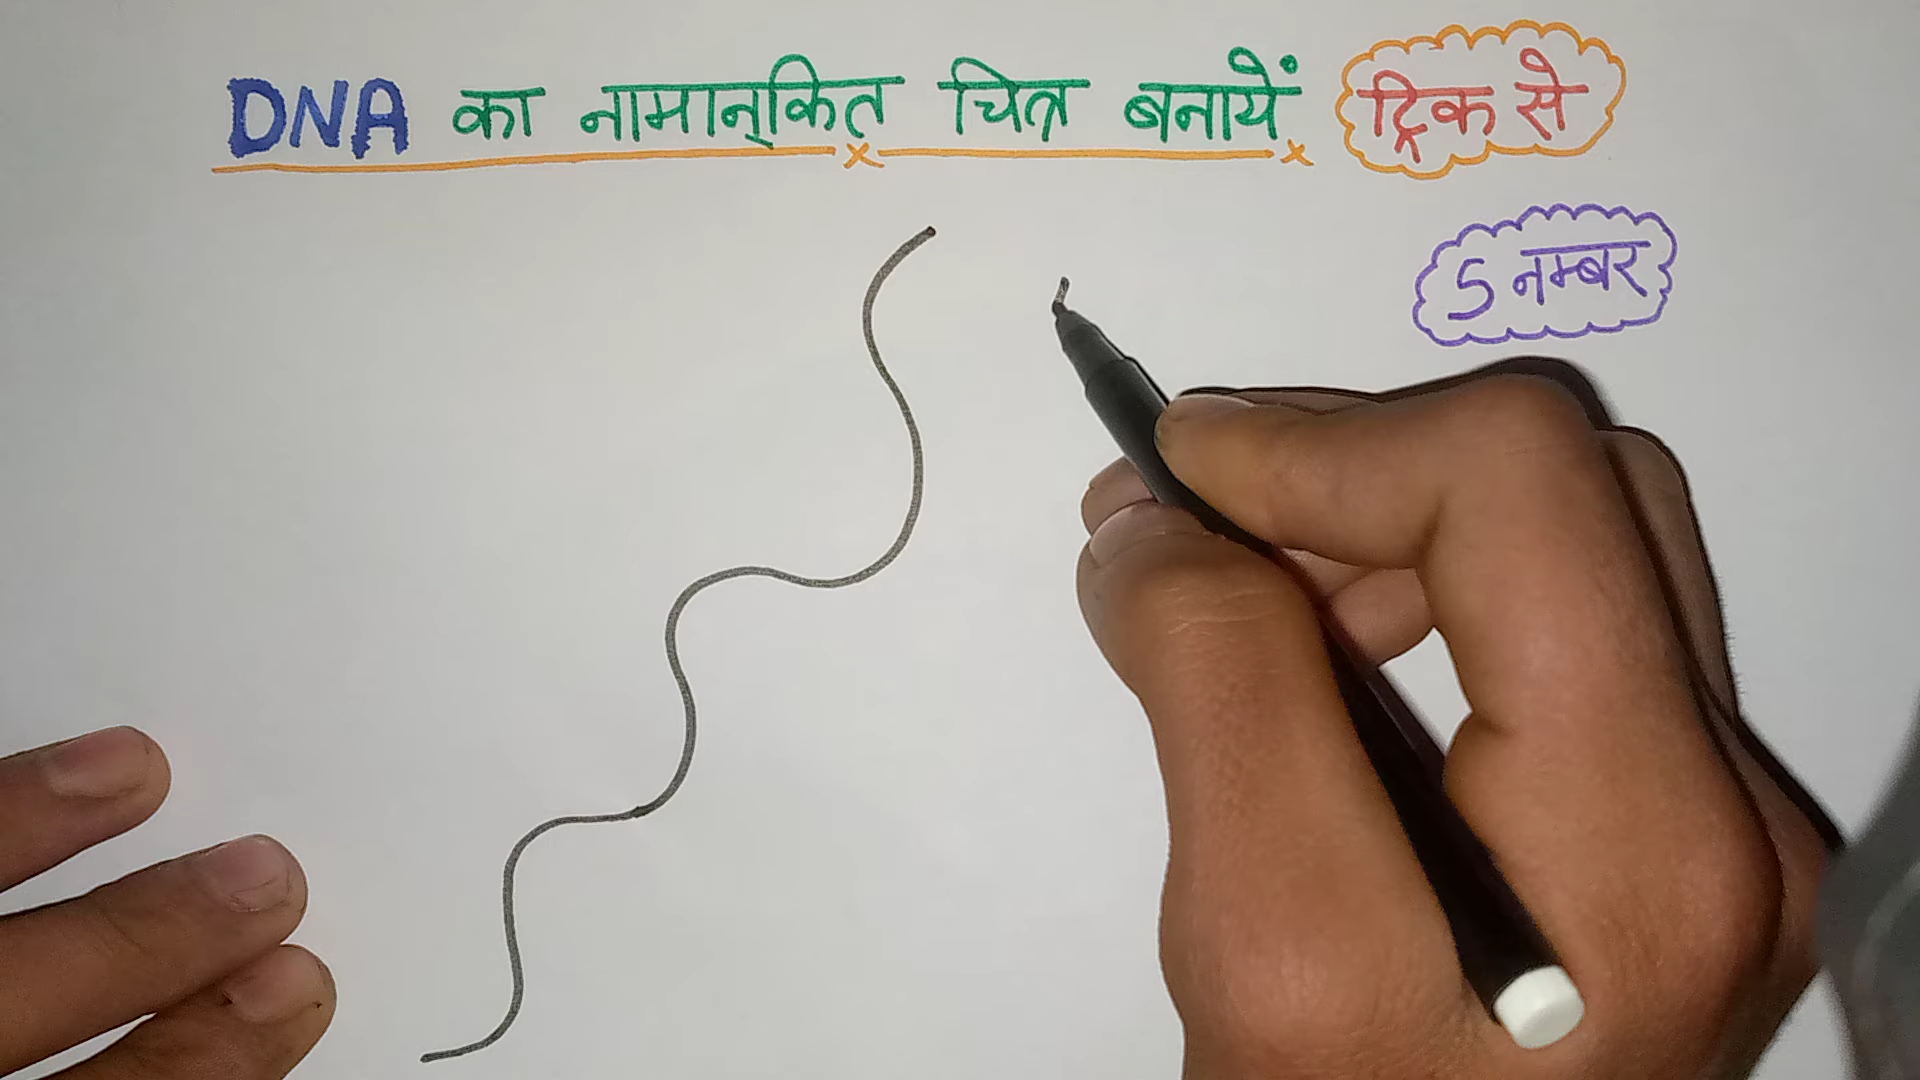 DNA का नामान्कित चित्र बनायें ट्रिक से
5 नम्बर